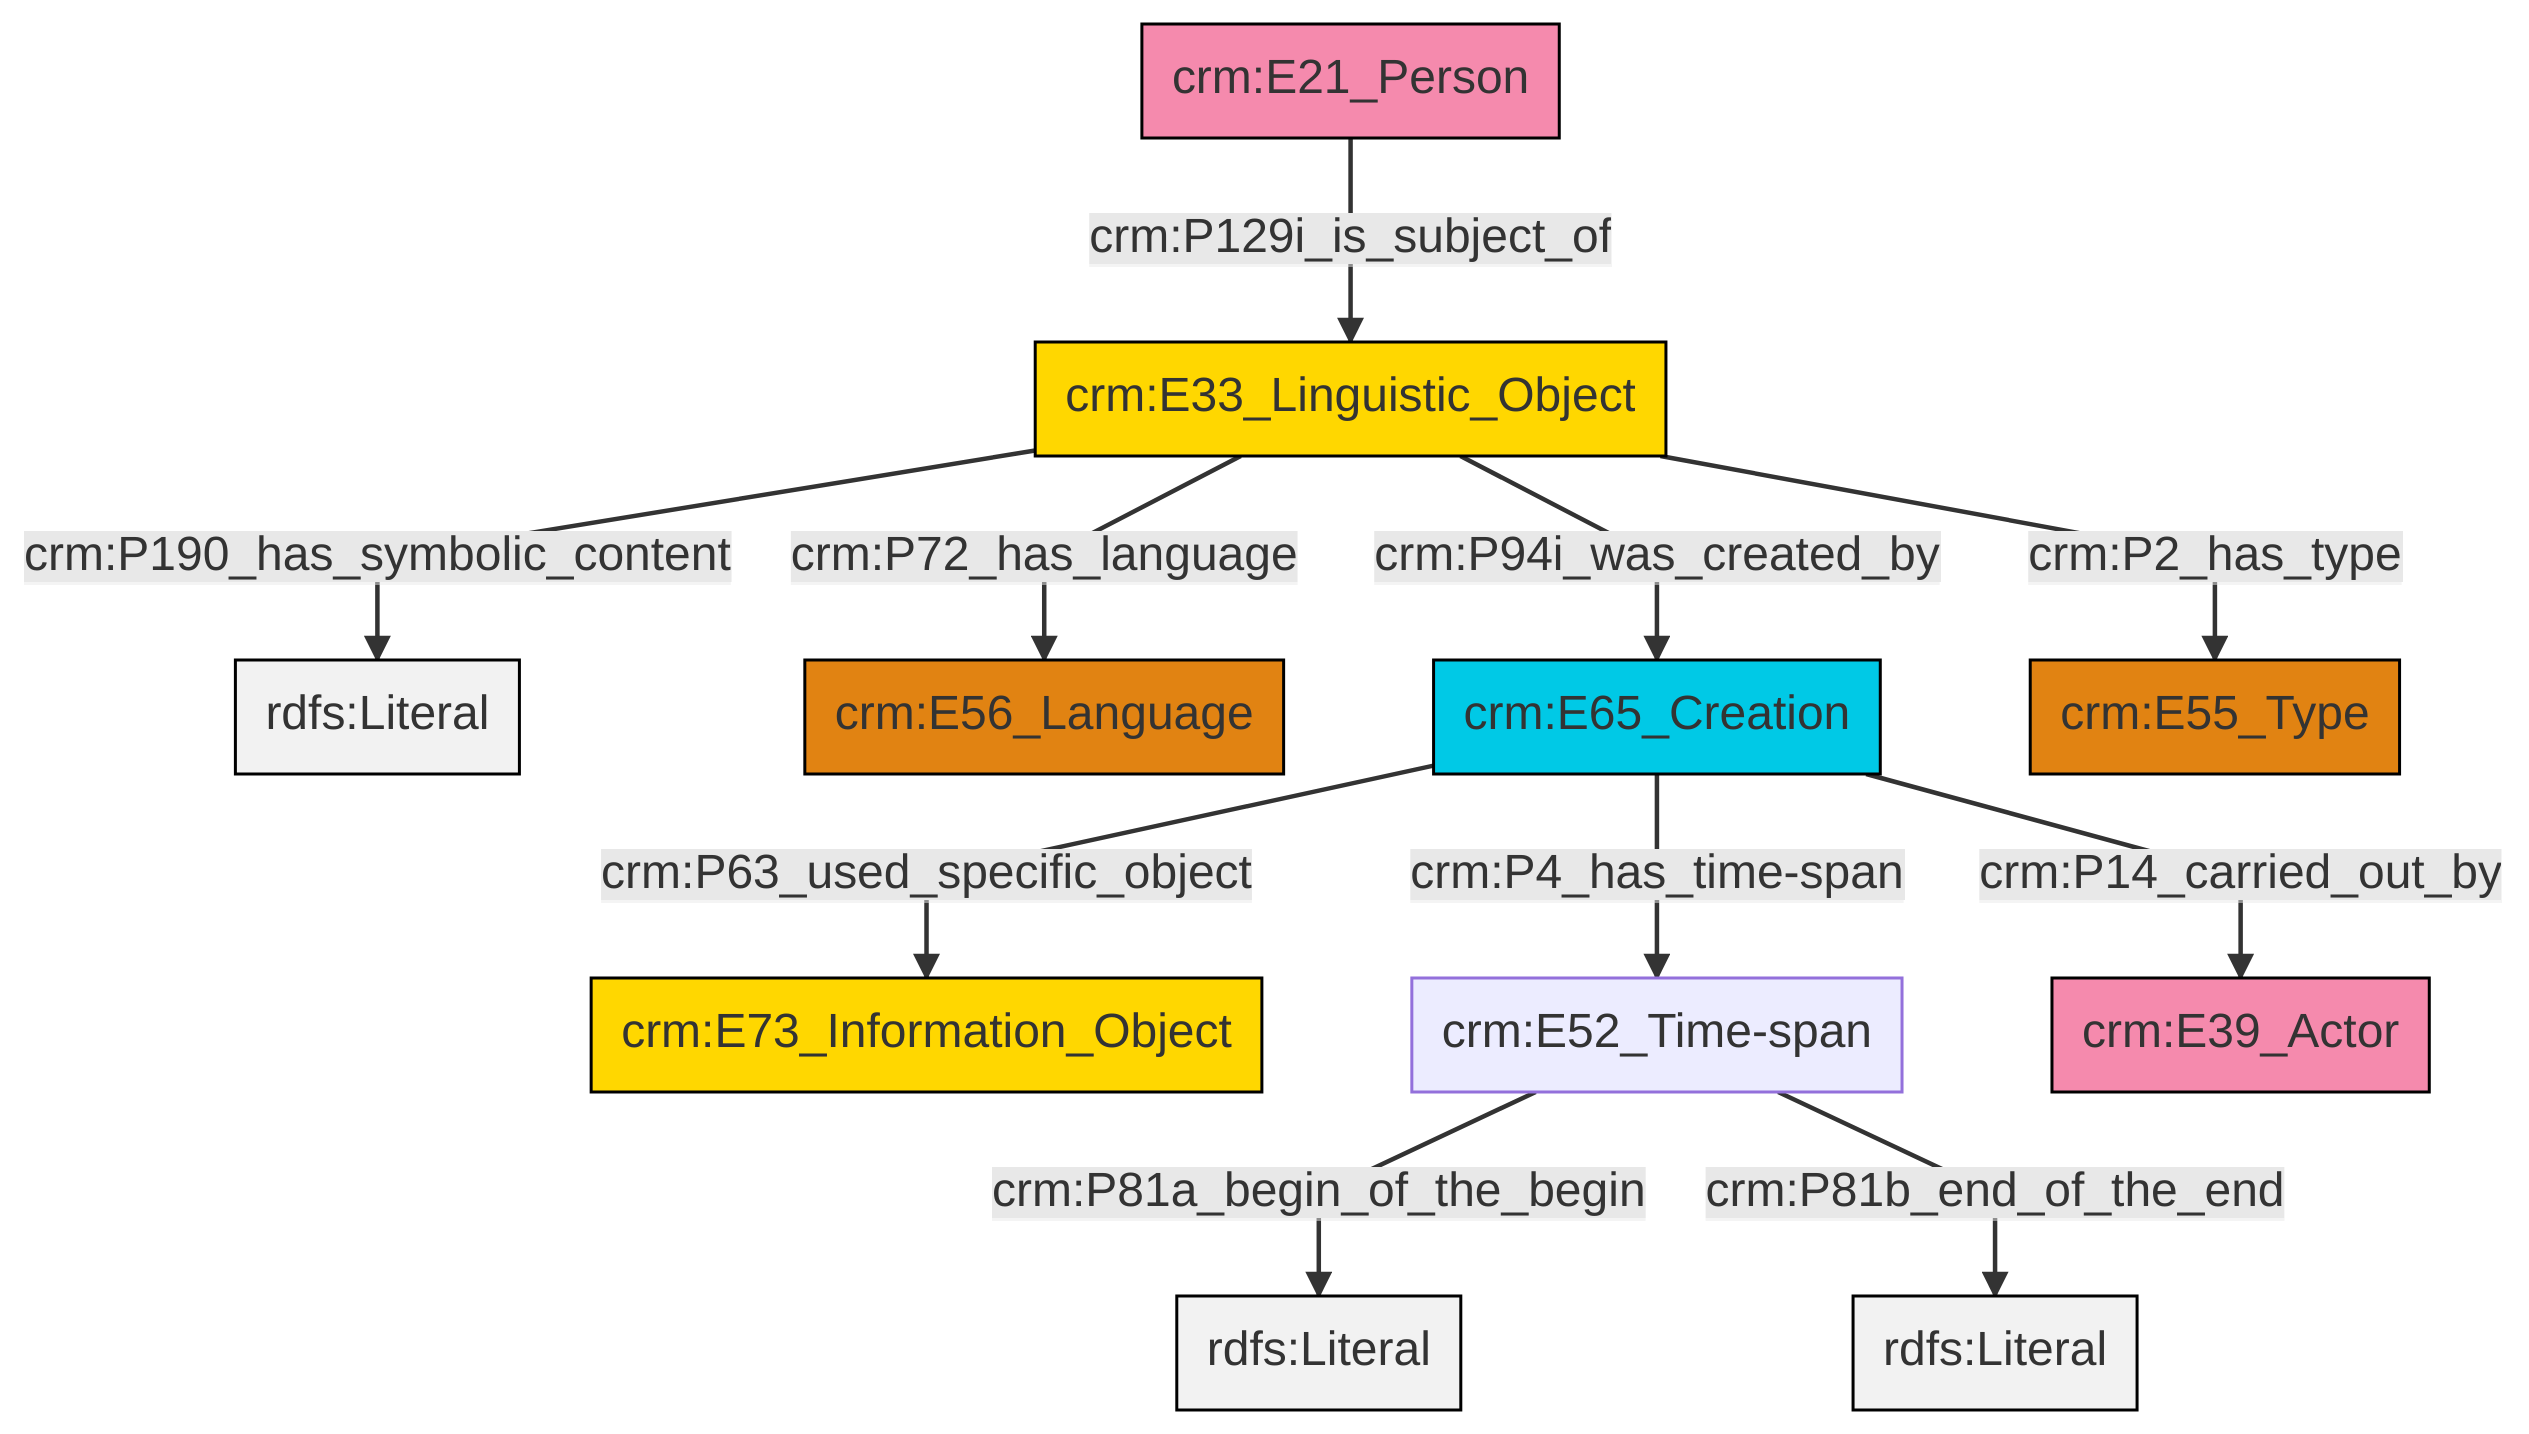 crm:E21_Person
crm:P129i_is_subject_of
crm:E33_Linguistic_Object
crm:P190_has_symbolic_content
crm:P72_has_language
crm:P94i_was_created_by
crm:P2_has_type
rdfs:Literal
crm:E56_Language
crm:E65_Creation
crm:E55_Type
crm:P63_used_specific_object
crm:P4_has_time-span
crm:P14_carried_out_by
crm:E73_Information_Object
crm:E52_Time-span
crm:E39_Actor
crm:P81a_begin_of_the_begin
crm:P81b_end_of_the_end
rdfs:Literal
rdfs:Literal